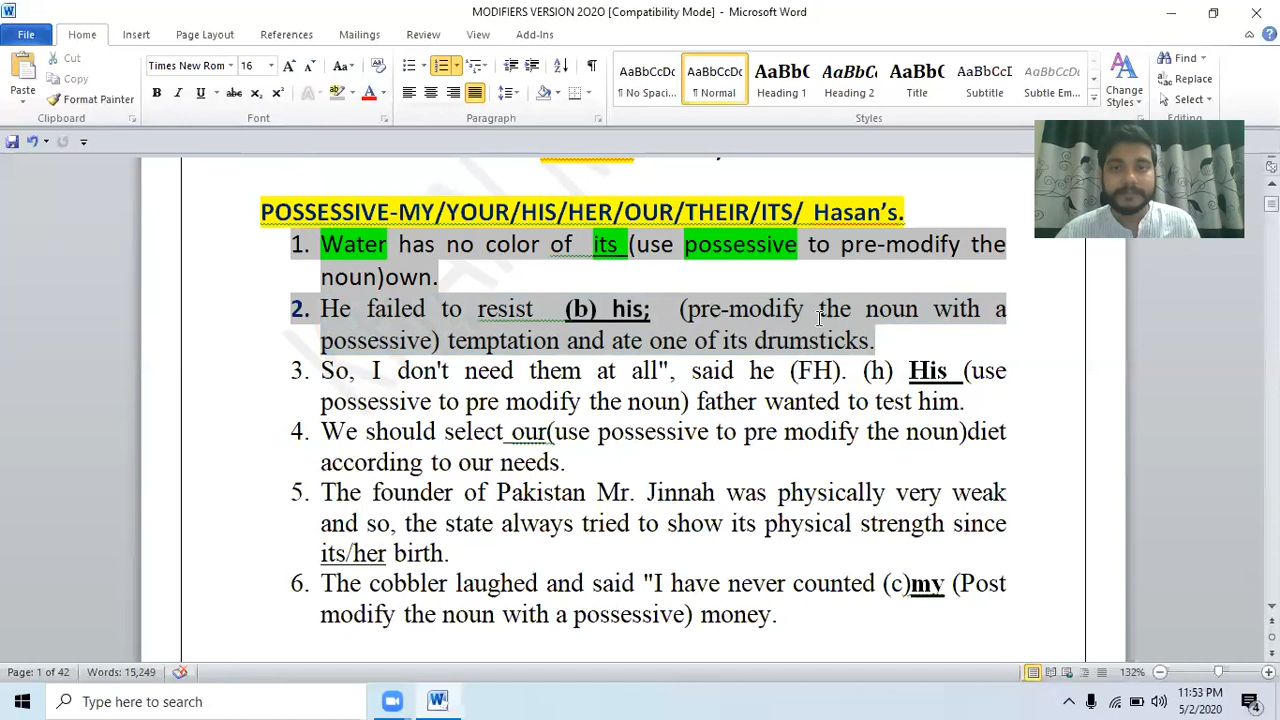 MODIFIERS VERSION 2020 [Compatibility Mode] - Microsoft Word
File Home Insert Page Layout References Mailings Review View Add-Ins
Paste
Cut
Copy
Format Painter
Clipboard
Times New Rom 16
Font
Paragraph
AaBbCcDc ¶ No Spaci...
AaBbCcDc ¶ Normal
AaBbC Heading 1
AaBbCc Heading 2
AaBbC Title
AaBbCcDc Subtitle
AaBbCcDc Subtle Em...
Change Styles
Styles
Find
Replace
Select
Editing
POSSESSIVE-MY/YOUR/HIS/HER/OUR/THEIR/ITS/ Hasan’s.
1. Water has no color of its (use possessive to pre-modify the
noun)own.
2. He failed to resist (b) his; (pre-modify the noun with a
possessive) temptation and ate one of its drumsticks.
3. So, I don't need them at all", said he (FH). (h) His (use
possessive to pre modify the noun) father wanted to test him.
4. We should select our(use possessive to pre modify the noun)diet
according to our needs.
5. The founder of Pakistan Mr. Jinnah was physically very weak
and so, the state always tried to show its physical strength since
its/her birth.
6. The cobbler laughed and said "I have never counted (c)my (Post
modify the noun with a possessive) money.
Page: 1 of 42 Words: 15,249 132%
Type here to search
11:53 PM
5/2/2020
4